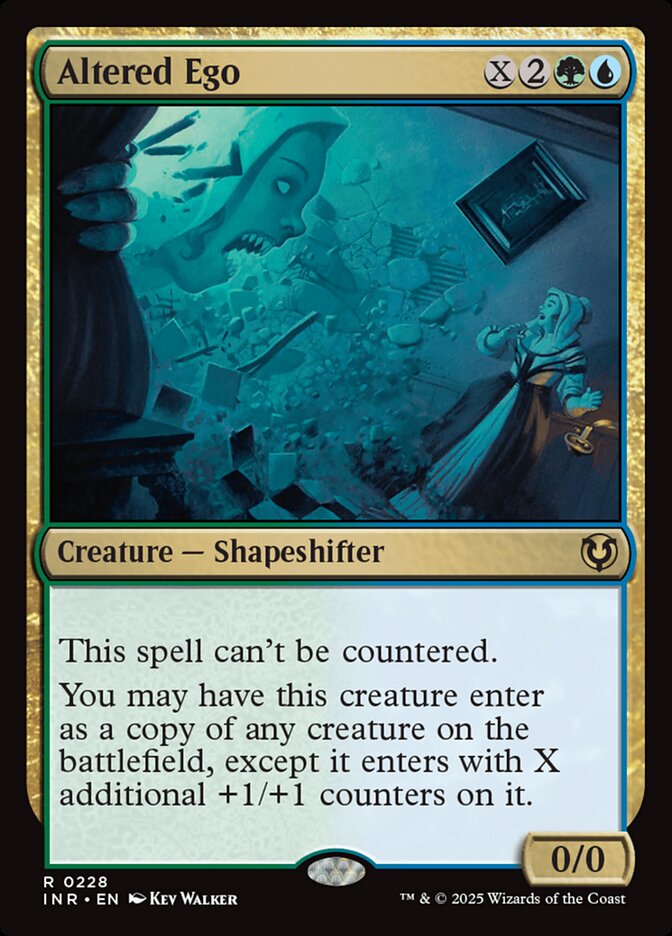 Altered Ego X2
Creature — Shapeshifter
This spell can't be countered.
You may have this creature enter
as a copy of any creature on the
battlefield, except it enters with X
additional +1/+1 counters on it.
0/0
R 0228
INR • EN Kev Walker
™ & © 2025 Wizards of the Coast